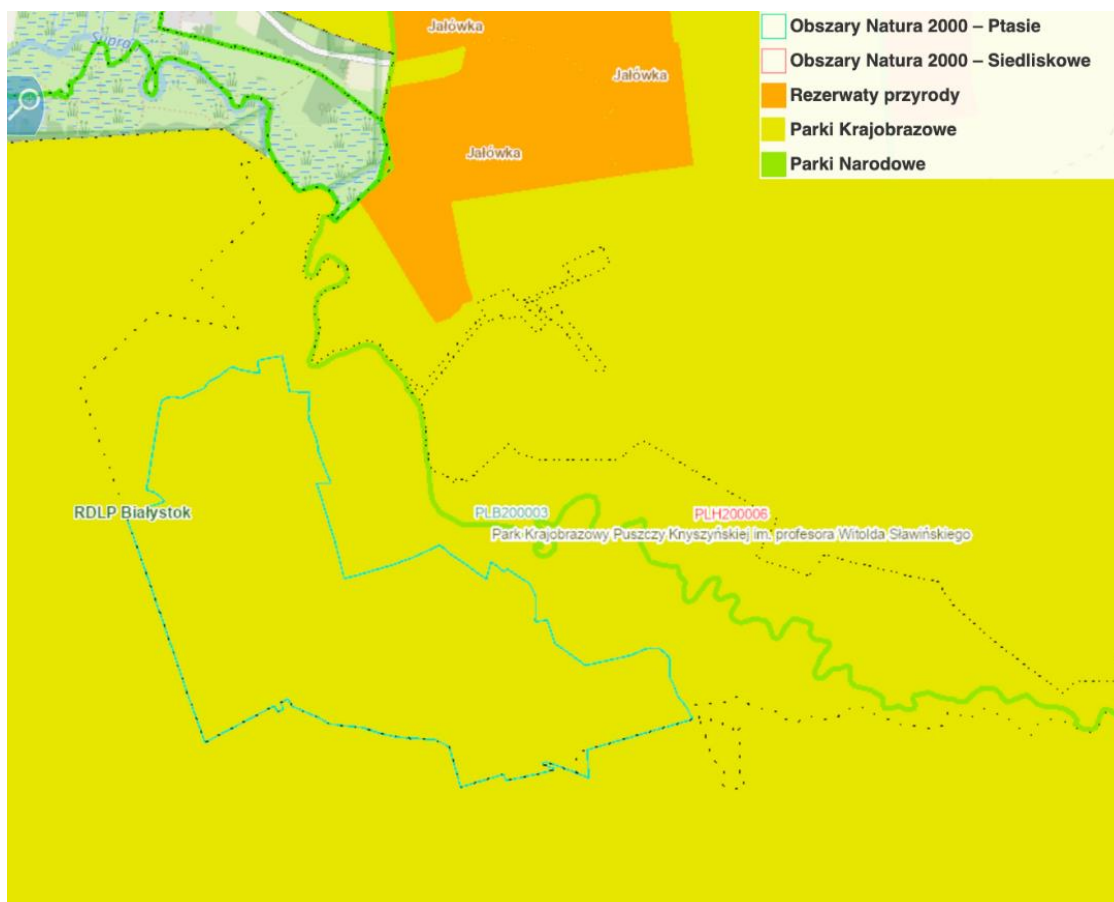 Jałówka
Obszary Natura 2000 – Ptasie
Obszary Natura 2000 – Siedliskowe
Rezerwaty przyrody
Parki Krajobrazowe
Parki Narodowe
Jałówka
Jałówka
RDLP Białystok
PLB200003
PLH200006
Park Krajobrazowy Puszczy Knyszyńskiej im. profesora Witolda Sławińskiego